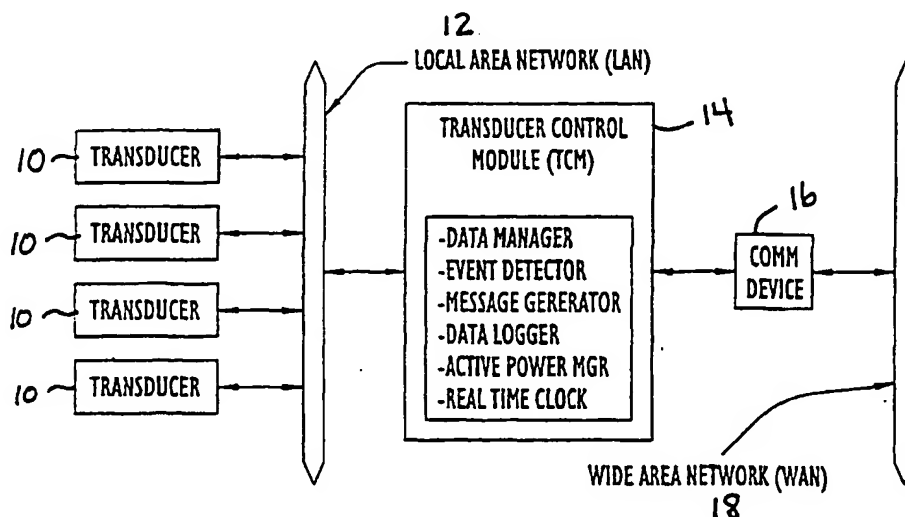 12
LOCAL AREA NETWORK (LAN)
10
TRANSDUCER
10
TRANSDUCER
10
TRANSDUCER
10
TRANSDUCER
TRANSDUCER CONTROL
MODULE (TCM)
14
-DATA MANAGER
-EVENT DETECTOR
-MESSAGE GERERATOR
-DATA LOGGER
-ACTIVE POWER MGR
-REAL TIME CLOCK
16
COMM
DEVICE
WIDE AREA NETWORK (WAN)
18